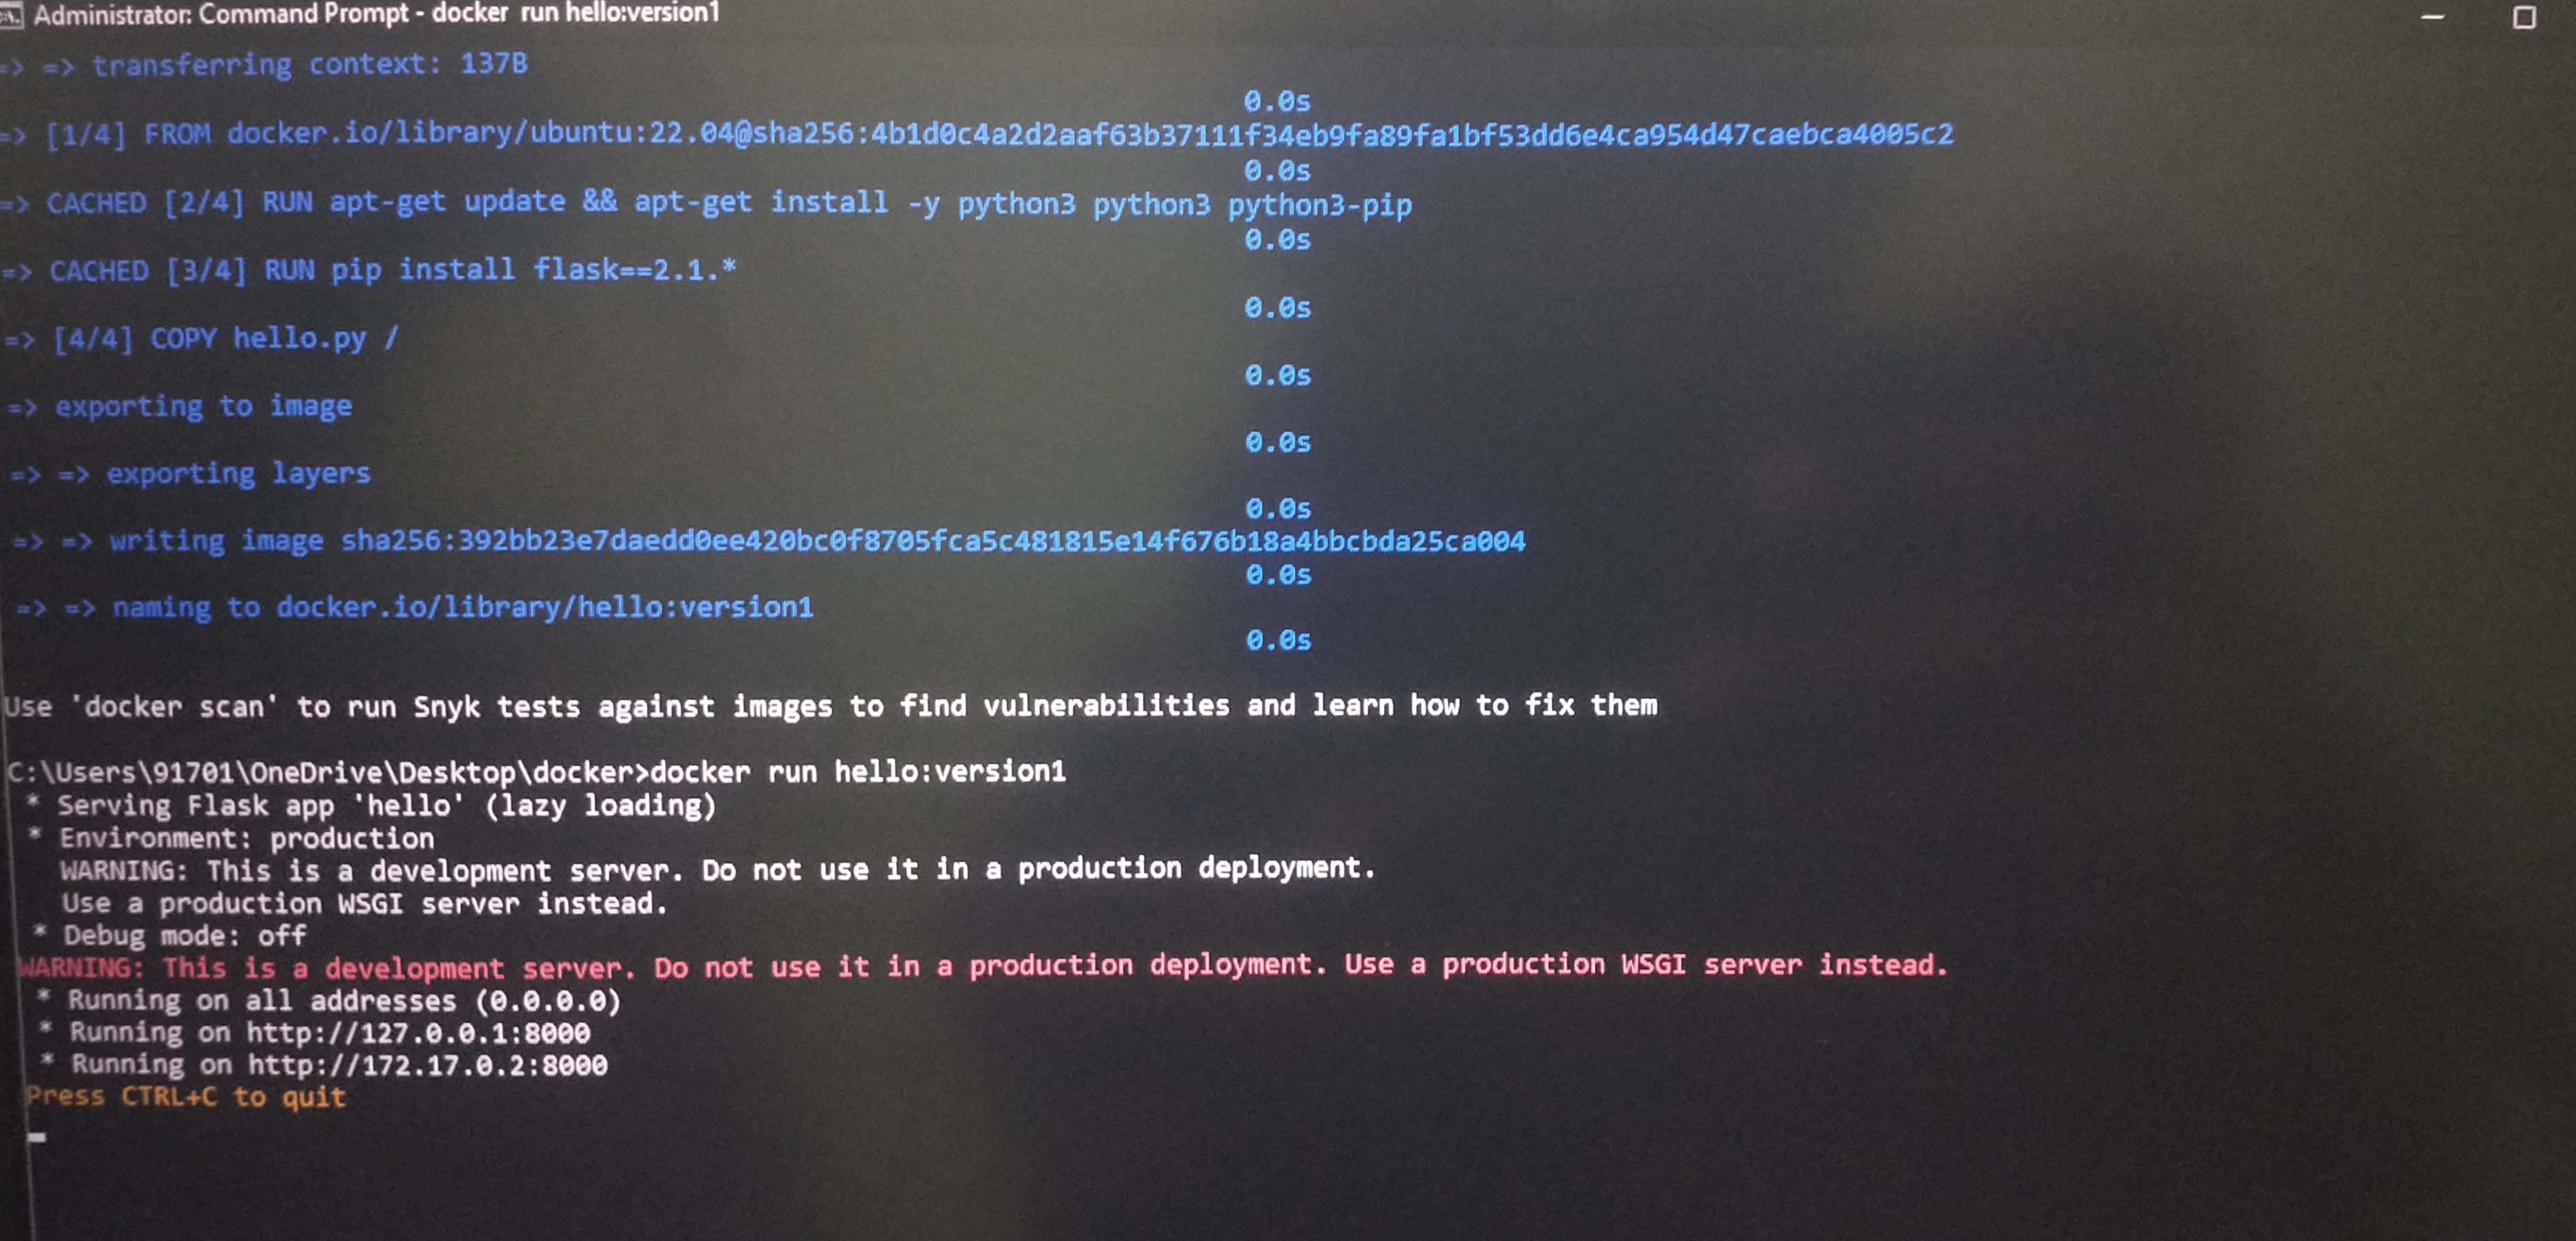 Administrator: Command Prompt - docker run hello:version1
=> => transferring context: 137B
0.0s
=> [1/4] FROM docker.io/library/ubuntu:22.04@sha256:4b1d0c4a2d2aaf63b37111f34eb9fa89fa1bf53dd6e4ca954d47caebca4005c2
0.0s
=> CACHED [2/4] RUN apt-get update && apt-get install -y python3 python3 python3-pip
0.0s
=> CACHED [3/4] RUN pip install flask==2.1.*
0.0s
=> [4/4] COPY hello.py /
0.0s
=> exporting to image
0.0s
=> => exporting layers
0.0s
=> => writing image sha256:392bb23e7daedd0ee420bc0f8705fca5c481815e14f676b18a4bbcbda25ca004
0.0s
=> => naming to docker.io/library/hello:version1
0.0s
Use 'docker scan' to run Snyk tests against images to find vulnerabilities and learn how to fix them
C:\Users\91701\OneDrive\Desktop\docker>docker run hello:version1
* Serving Flask app 'hello' (lazy loading)
* Environment: production
WARNING: This is a development server. Do not use it in a production deployment.
Use a production WSGI server instead.
* Debug mode: off
WARNING: This is a development server. Do not use it in a production deployment. Use a production WSGI server instead.
* Running on all addresses (0.0.0.0)
* Running on http://127.0.0.1:8000
* Running on http://172.17.0.2:8000
Press CTRL+C to quit